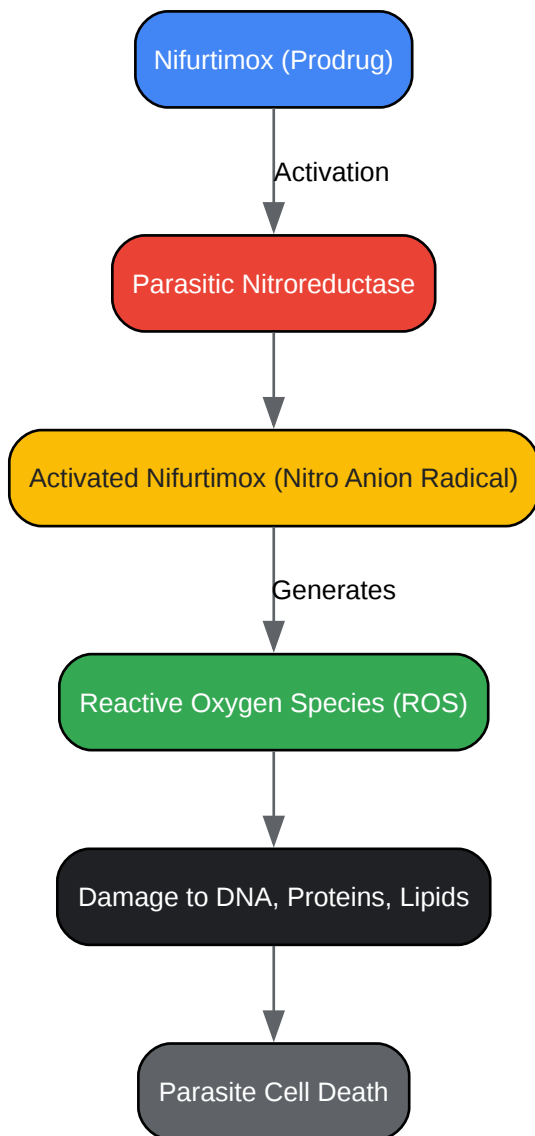 Nifurtimox (Prodrug)
Activation
Parasitic Nitroreductase
Activated Nifurtimox (Nitro Anion Radical)
Generates
Reactive Oxygen Species (ROS)
Damage to DNA, Proteins, Lipids
Parasite Cell Death